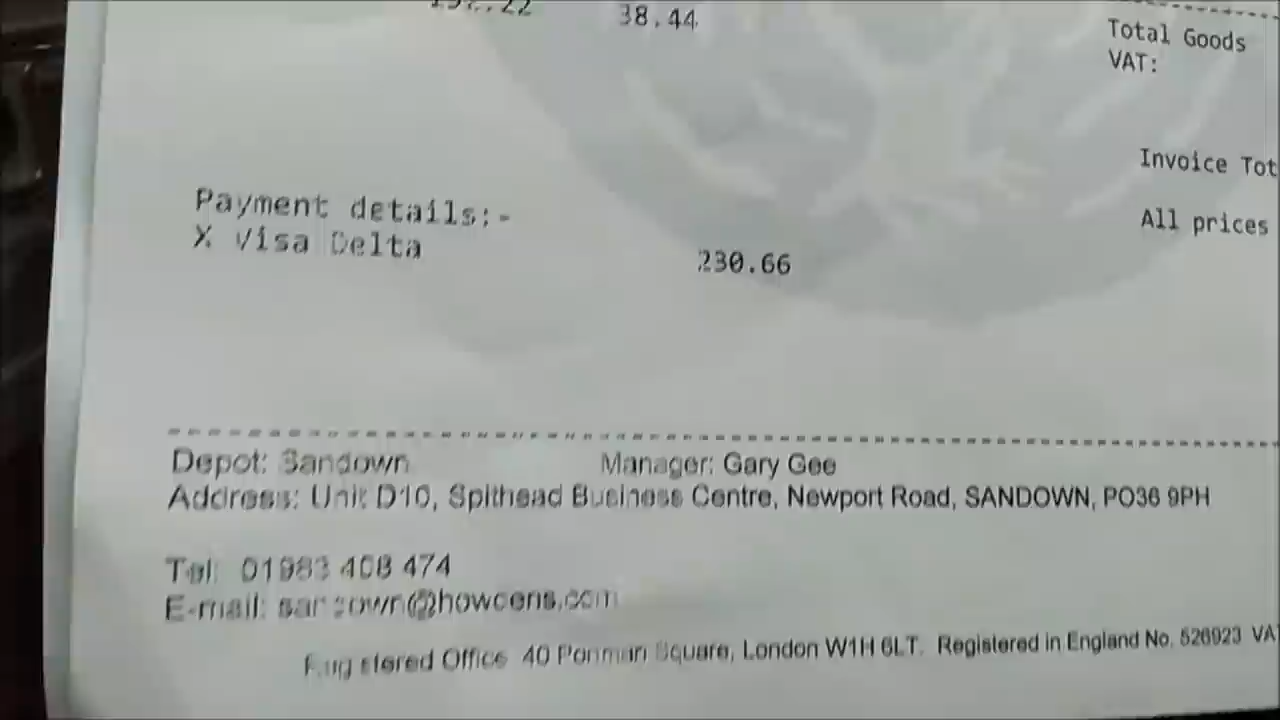 38.44
Total Goods
VAT:
Invoice Tot
All prices
Payment details:-
X Visa Delta 230.66
Depot: Sandown Manager: Gary Gee
Address: Unit D10, Spithead Business Centre, Newport Road, SANDOWN, PO36 9PH
Tel: 01983 408 474
E-mail: sandown@howdens.com
Registered Office 40 Portman Square, London W1H 6LT. Registered in England No. 526923 VA